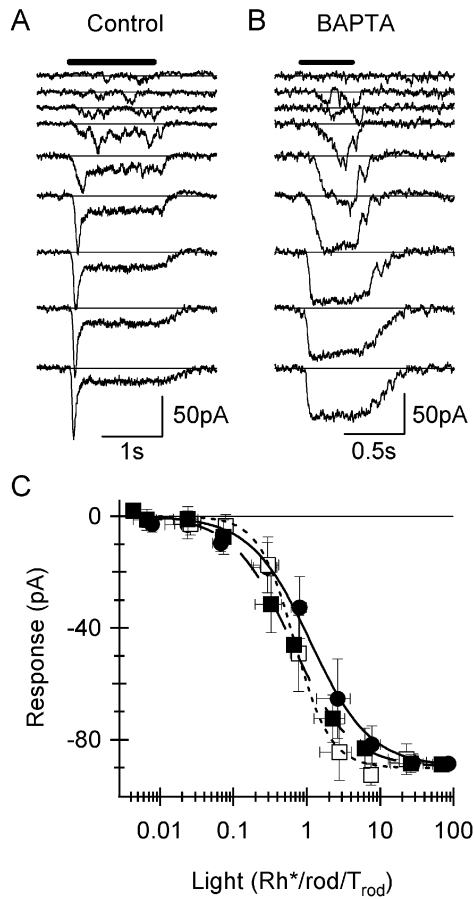 A Control
B BAPTA
50pA
1s
50pA
0.5s
C
0
-40
-80
Response (pA)
0.01 0.1 1 10 100
Light (Rh*/rod/Trod)